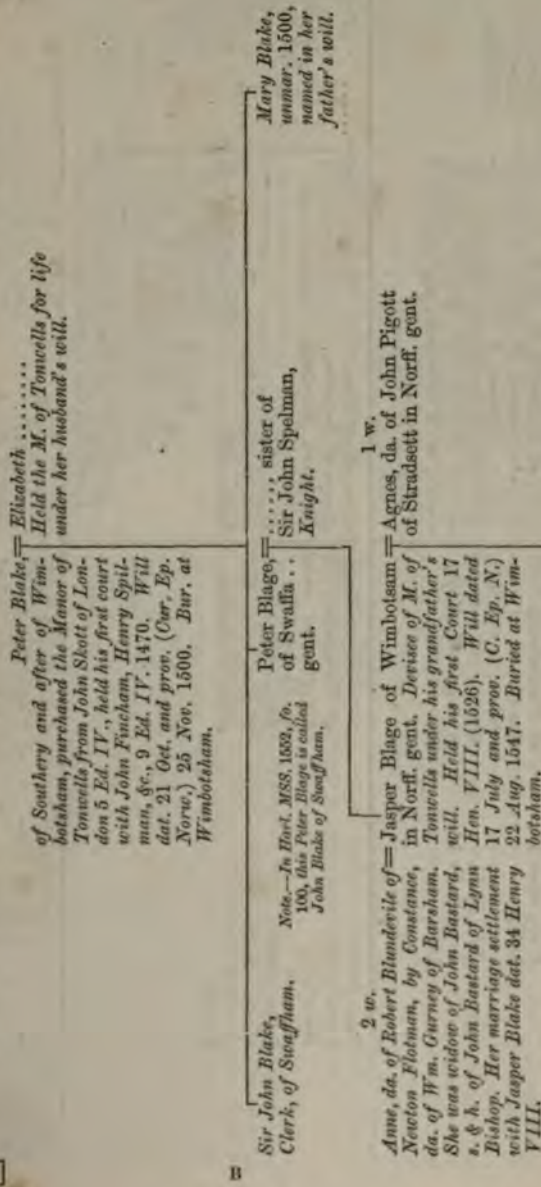 Peter Blake, = Elizabeth ........
of Southery and after of Wim-
botsham, purchased the Manor of
Tonwells from John Skott of Lon-
don 5 Ed. IV., held his first court
with John Fincham, Henry Spil-
man, &c., 9 Ed. IV. 1470. Will
dat. 21 Oct. and prov. (Cur. Ep.
Norw.) 25 Nov. 1500. Bur. at
Wimbotsham.
Held the M. of Tonwells for life
under her husband's will.
Sir John Blake,
Clerk, of Swaffham.
Note.—In Harl. MSS. 1552, fo.
100, this Peter Blage is called
John Blake of Swaffham.
Peter Blage, = ......, sister of
of Swaffa ..
gent.
Sir John Spelman,
Knight.
Mary Blake,
unmar. 1500,
named in her
father's will.
......
2 w.
Anne, da. of Robert Blundevile of =
Newton Flotman, by Constance,
da. of Wm. Gurney of Barsham.
She was widow of John Bastard,
s. & h. of John Bastard of Lynn
Bishop. Her marriage settlement
with Jasper Blake dat. 34 Henry
VIII.
Jasper Blage of Wimbotsam =
in Norff. gent. Devisee of M. of
Tonwells under his grandfather's
will. Held his first Court 17
Hen. VIII. (1526). Will dated
17 July and prov. (C. Ep. N.)
22 Aug. 1547. Buried at Wim-
botsham.
1 w.
Agnes, da. of John Pigott
of Stradsett in Norff. gent.
B